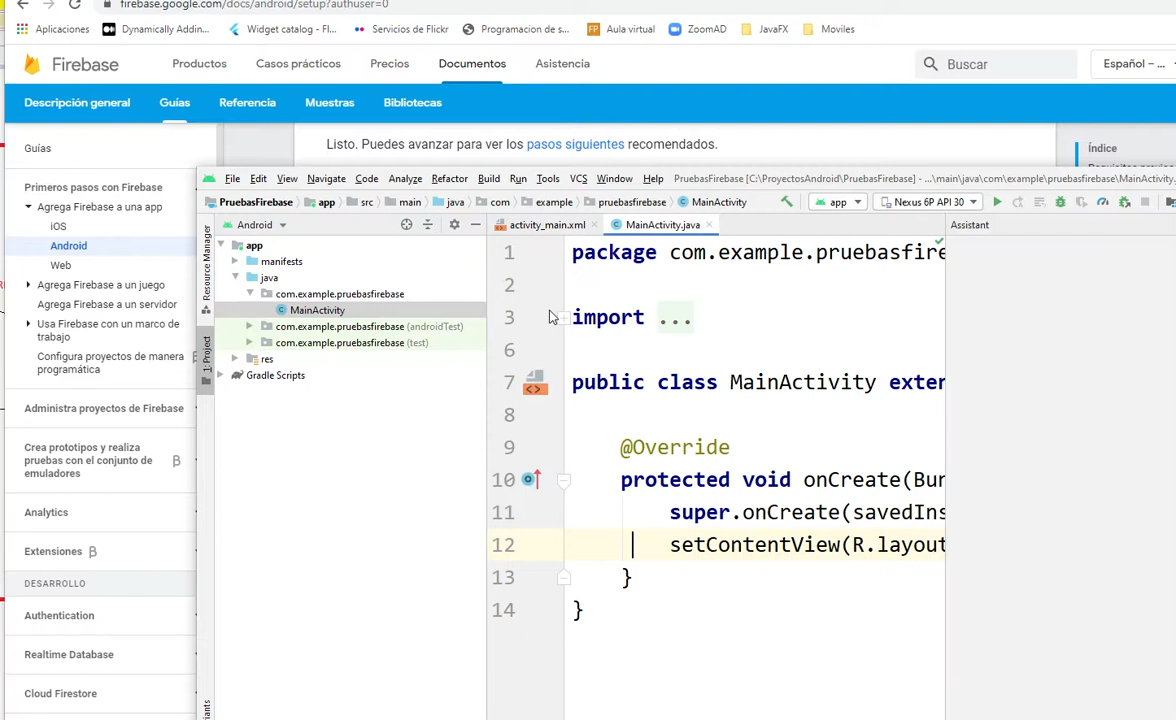 firebase.google.com/docs/android/setup?authuser=0
Aplicaciones Dynamically Addin... Widget catalog - Fl... Servicios de Flickr Programacion de s... FP Aula virtual ZoomAD JavaFX Moviles
Firebase Productos Casos prácticos Precios Documentos Asistencia Buscar Español – ...
Descripción general Guías Referencia Muestras Bibliotecas
Guías
Listo. Puedes avanzar para ver los pasos siguientes recomendados.
Índice
Primeros pasos con Firebase
Agrega Firebase a una app
iOS
Android
Web
Agrega Firebase a un juego
Agrega Firebase a un servidor
Usa Firebase con un marco de
trabajo
Configura proyectos de manera
programática
Administra proyectos de Firebase
Crea prototipos y realiza
pruebas con el conjunto de
emuladores
Analytics
Extensiones
DESARROLLO
Authentication
Realtime Database
Cloud Firestore
File Edit View Navigate Code Analyze Refactor Build Run Tools VCS Window Help PruebasFirebase [C:\ProyectosAndroid\PruebasFirebase] - ...\main\java\com\example\pruebasfirebase\MainActivity.
PruebasFirebase app src main java com example pruebasfirebase MainActivity app Nexus 6P API 30
Android activity_main.xml MainActivity.java Assistant
Resource Manager
1: Project
app
manifests
java
com.example.pruebasfirebase
MainActivity
com.example.pruebasfirebase (androidTest)
com.example.pruebasfirebase (test)
res
Gradle Scripts
1 package com.example.pruebasfire
2
3 import ...
6
7 public class MainActivity exten
8
9 @Override
10 protected void onCreate(Bun
11 super.onCreate(savedIns
12 setContentView(R.layout
13 }
14 }